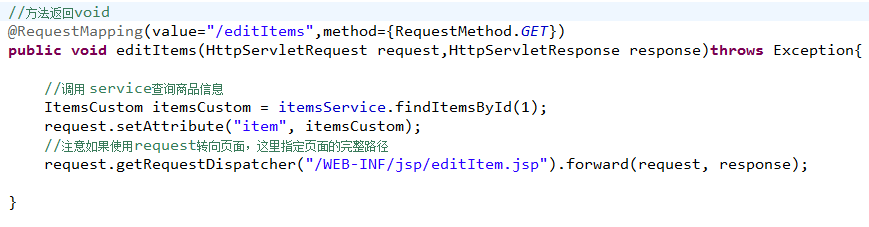 //方法返回void
@RequestMapping(value="/editItems",method={RequestMethod.GET})
public void editItems(HttpServletRequest request,HttpServletResponse response)throws Exception{
//调用 service查询商品信息
ItemsCustom itemsCustom = itemsService.findItemsById(1);
request.setAttribute("item", itemsCustom);
//注意如果使用request转向页面，这里指定页面的完整路径
request.getRequestDispatcher("/WEB-INF/jsp/editItem.jsp").forward(request, response);
}